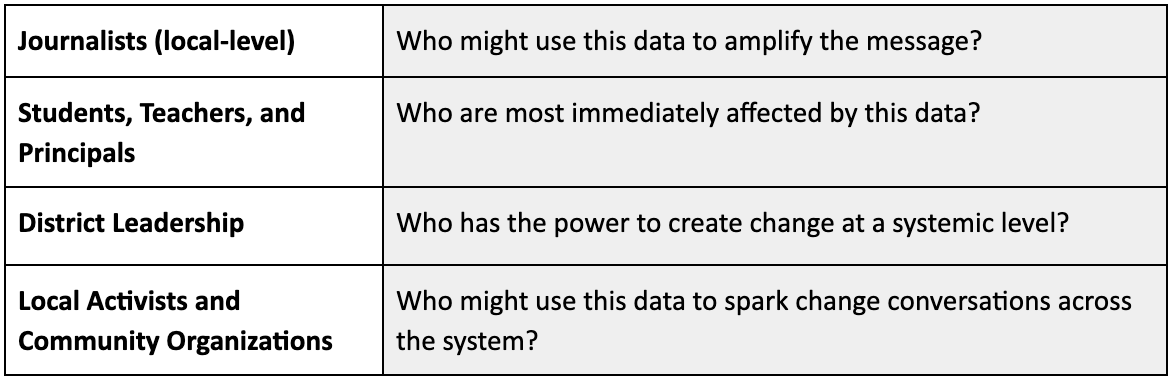 Journalists (local-level)
Who might use this data to amplify the message?
Students, Teachers, and
Principals
Who are most immediately affected by this data?
District Leadership
Who has the power to create change at a systemic level?
Local Activists and
Community Organizations
Who might use this data to spark change conversations across
the system?